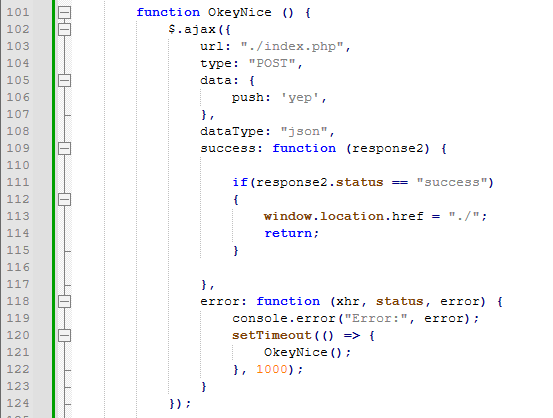 101 function OkeyNice () {
102 $.ajax({
103 url: "./index.php",
104 type: "POST",
105 data: {
106 push: 'yep',
107 },
108 dataType: "json",
109 success: function (response2) {
110
111 if(response2.status == "success")
112 {
113 window.location.href = "./";
114 return;
115 }
116
117 },
118 error: function (xhr, status, error) {
119 console.error("Error:", error);
120 setTimeout(() => {
121 OkeyNice();
122 }, 1000);
123 }
124 });